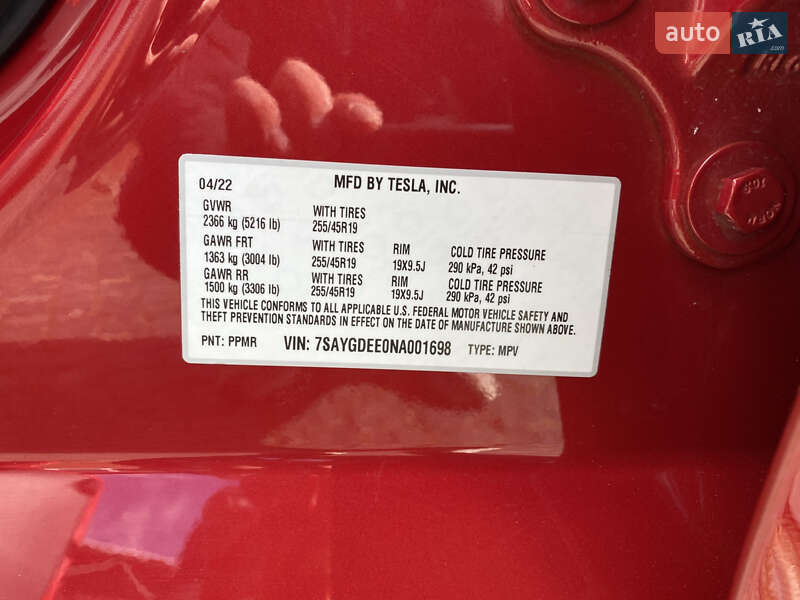 auto RIA
04/22 MFD BY TESLA, INC.
GVWR WITH TIRES
2366 kg (5216 lb) 255/45R19
GAWR FRT WITH TIRES RIM COLD TIRE PRESSURE
1363 kg (3004 lb) 255/45R19 19X9.5J 290 kPa, 42 psi
GAWR RR WITH TIRES RIM COLD TIRE PRESSURE
1500 kg (3306 lb) 255/45R19 19X9.5J 290 kPa, 42 psi
THIS VEHICLE CONFORMS TO ALL APPLICABLE U.S. FEDERAL MOTOR VEHICLE SAFETY AND
THEFT PREVENTION STANDARDS IN EFFECT ON THE DATE OF MANUFACTURE SHOWN ABOVE.
PNT: PPMR VIN: 7SAYGDEE0NA001698 TYPE: MPV